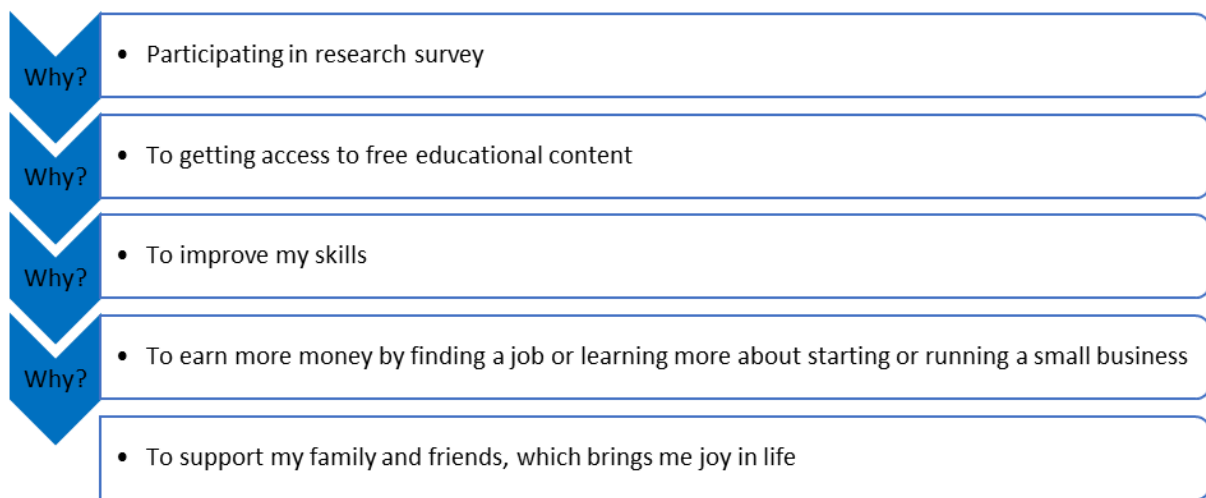 Why?
• Participating in research survey
Why?
• To getting access to free educational content
Why?
• To improve my skills
Why?
• To earn more money by finding a job or learning more about starting or running a small business
• To support my family and friends, which brings me joy in life